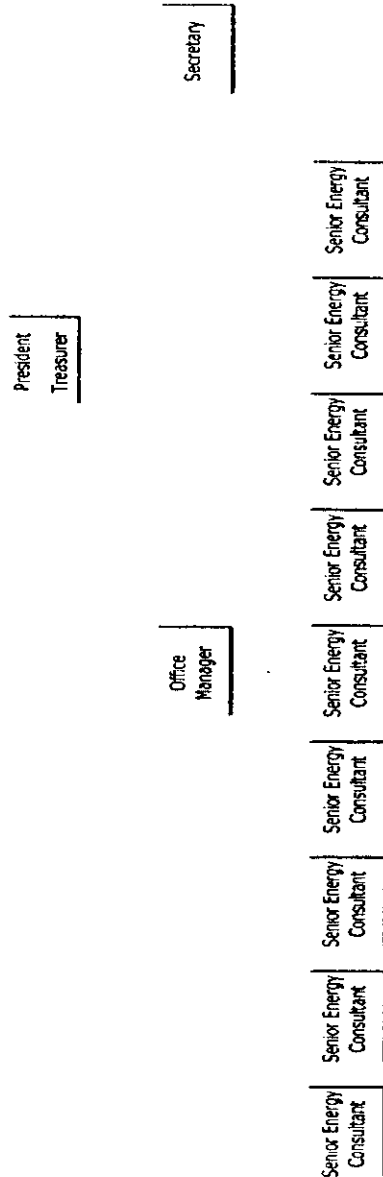 President
Treasurer
Office
Manager
Secretary
Senior Energy
Consultant
Senior Energy
Consultant
Senior Energy
Consultant
Senior Energy
Consultant
Senior Energy
Consultant
Senior Energy
Consultant
Senior Energy
Consultant
Senior Energy
Consultant
Senior Energy
Consultant